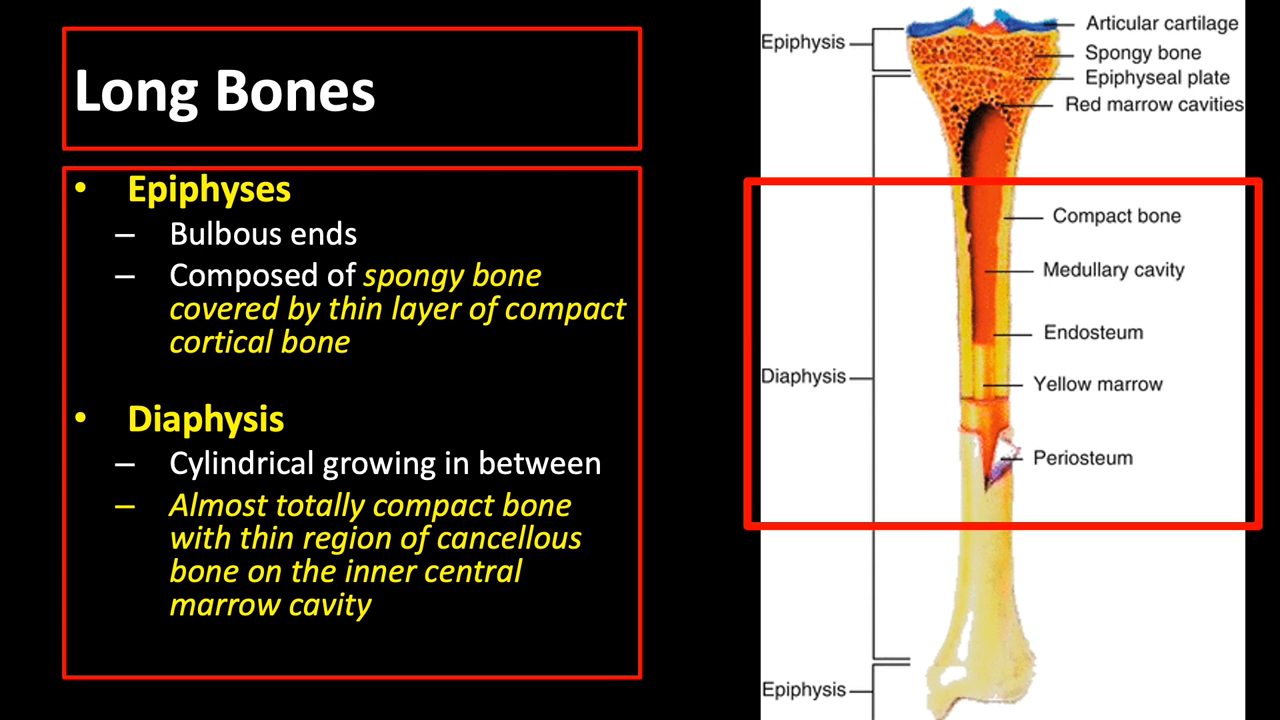 Long Bones
• Epiphyses
– Bulbous ends
– Composed of spongy bone
covered by thin layer of compact
cortical bone
• Diaphysis
– Cylindrical growing in between
– Almost totally compact bone
with thin region of cancellous
bone on the inner central
marrow cavity
Epiphysis
Articular cartilage
Spongy bone
Epiphyseal plate
Red marrow cavities
Compact bone
Medullary cavity
Endosteum
Diaphysis
Yellow marrow
Periosteum
Epiphysis